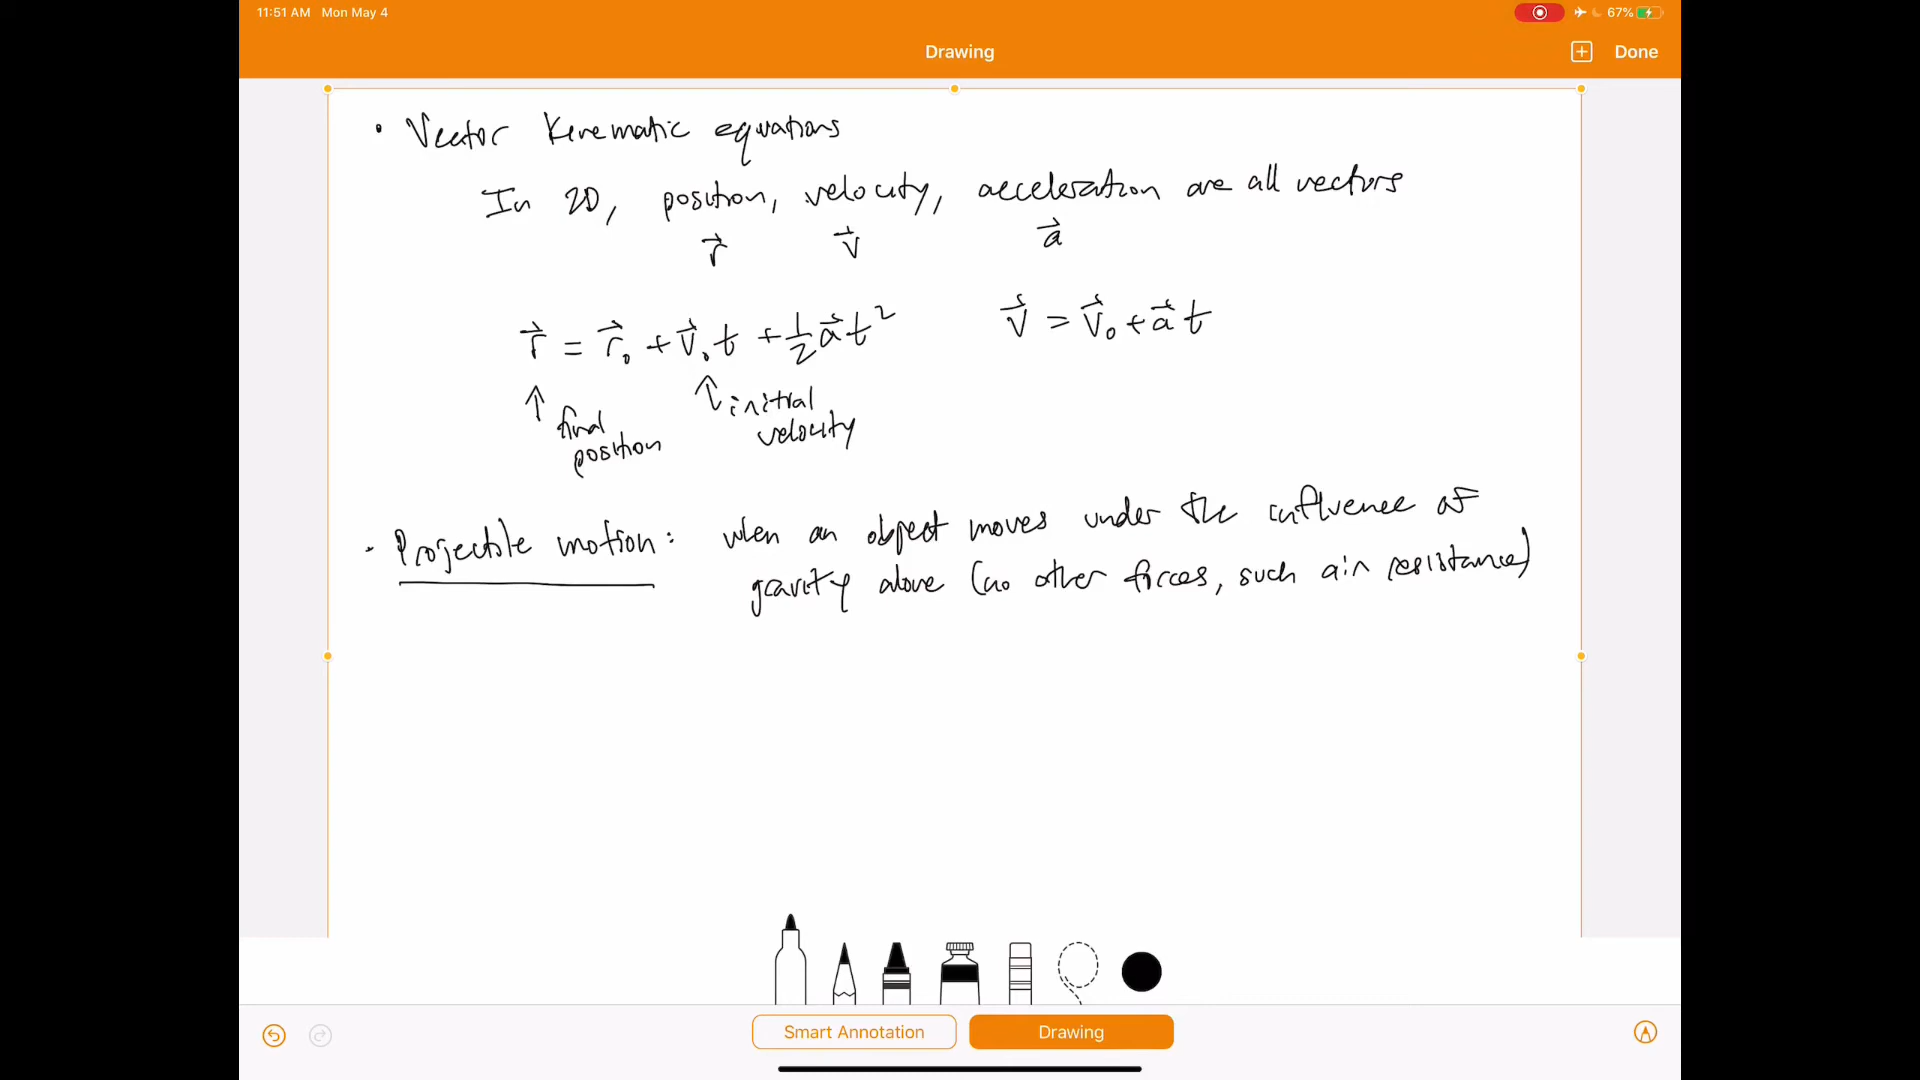 11:51 AM Mon May 4
67%
Drawing
Done
• Vector Kinematic equations
In 2D, position, velocity, acceleration are all vectors
r⃗ v⃗ a⃗
r⃗ = r⃗₀ + v⃗₀t + ½a⃗t² v⃗ = v⃗₀ + a⃗t
↑ final position
↑ initial velocity
• Projectile motion: when an object moves under the influence of
gravity alone (no other forces, such air resistance)
Smart Annotation
Drawing